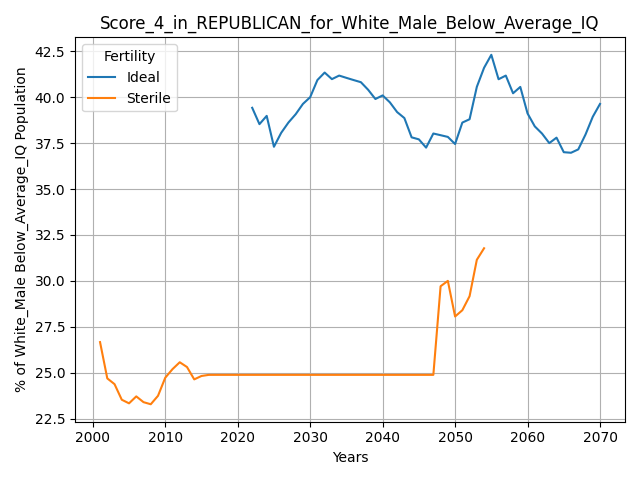 Score_4_in_REPUBLICAN_for_White_Male_Below_Average_IQ
Fertility
Ideal
Sterile
% of White_Male Below_Average_IQ Population
42.5
40.0
37.5
35.0
32.5
30.0
27.5
25.0
22.5
2000 2010 2020 2030 2040 2050 2060 2070
Years